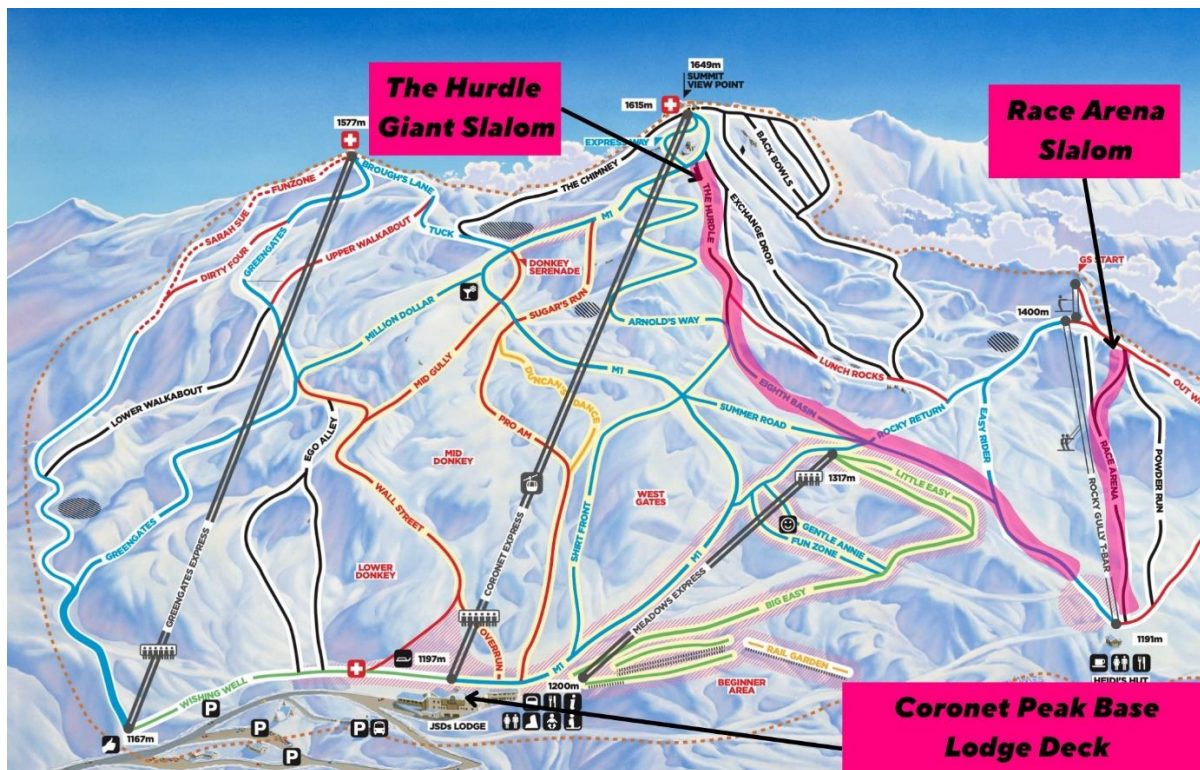 The Hurdle
Giant Slalom
Race Arena
Slalom
1649m
SUMMIT
VIEW POINT
1615m
1577m
EXPRESS WAY
BACK BOWLS
THE CHIMNEY
FUNZONE
BROUGH'S LANE
SARAH SUE
DIRTY FOUR
GREENGATES
UPPER WALKABOUT
TUCK
M1
THE HURDLE
EXCHANGE DROP
DONKEY
SERENADE
GS START
SUGAR'S RUN
MILLION DOLLAR
ARNOLD'S WAY
1400m
LUNCH ROCKS
OUT W
MID GULLY
M1
DUNCAN'S DANCE
EIGHTH BASIN
SUMMER ROAD
ROCKY RETURN
EASY RIDER
LOWER WALKABOUT
EGO ALLEY
PRO AM
MID
DONKEY
WALL STREET
WEST
GATES
1317m
LITTLE EASY
RACE ARENA
POWDER RUN
ROCKY GULLY T-BAR
GREENGATES
GREENGATES EXPRESS
CORONET EXPRESS
SHIRT FRONT
M1
GENTLE ANNIE
FUN ZONE
LOWER
DONKEY
MEADOWS EXPRESS
BIG EASY
1191m
HEIDI'S HUT
OVERRUN
1197m
M1
RAIL GARDEN
BEGINNER
AREA
WISHING WELL
1200m
P
P
P
P
JSDs LODGE
1167m
Coronet Peak Base
Lodge Deck